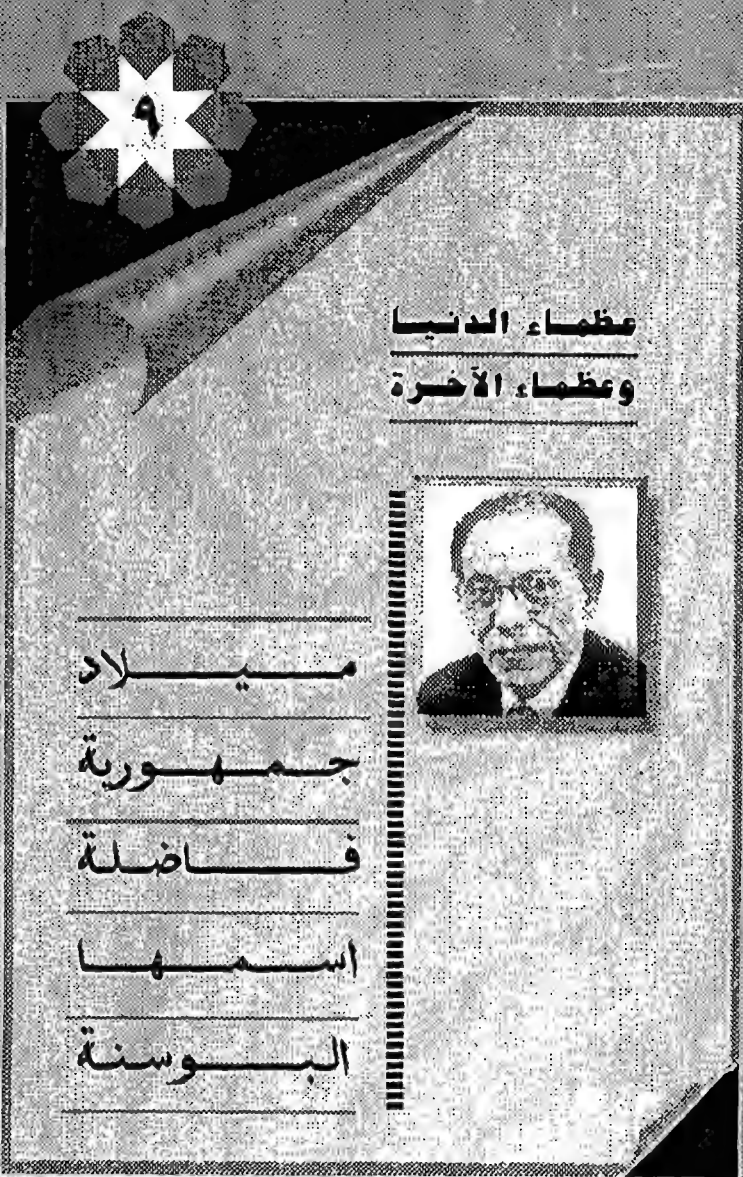 ٩
عظماء الدنيا
وعظماء الآخرة
ميلاد
جمهورية
فاضلة
اسمها
البوسنة